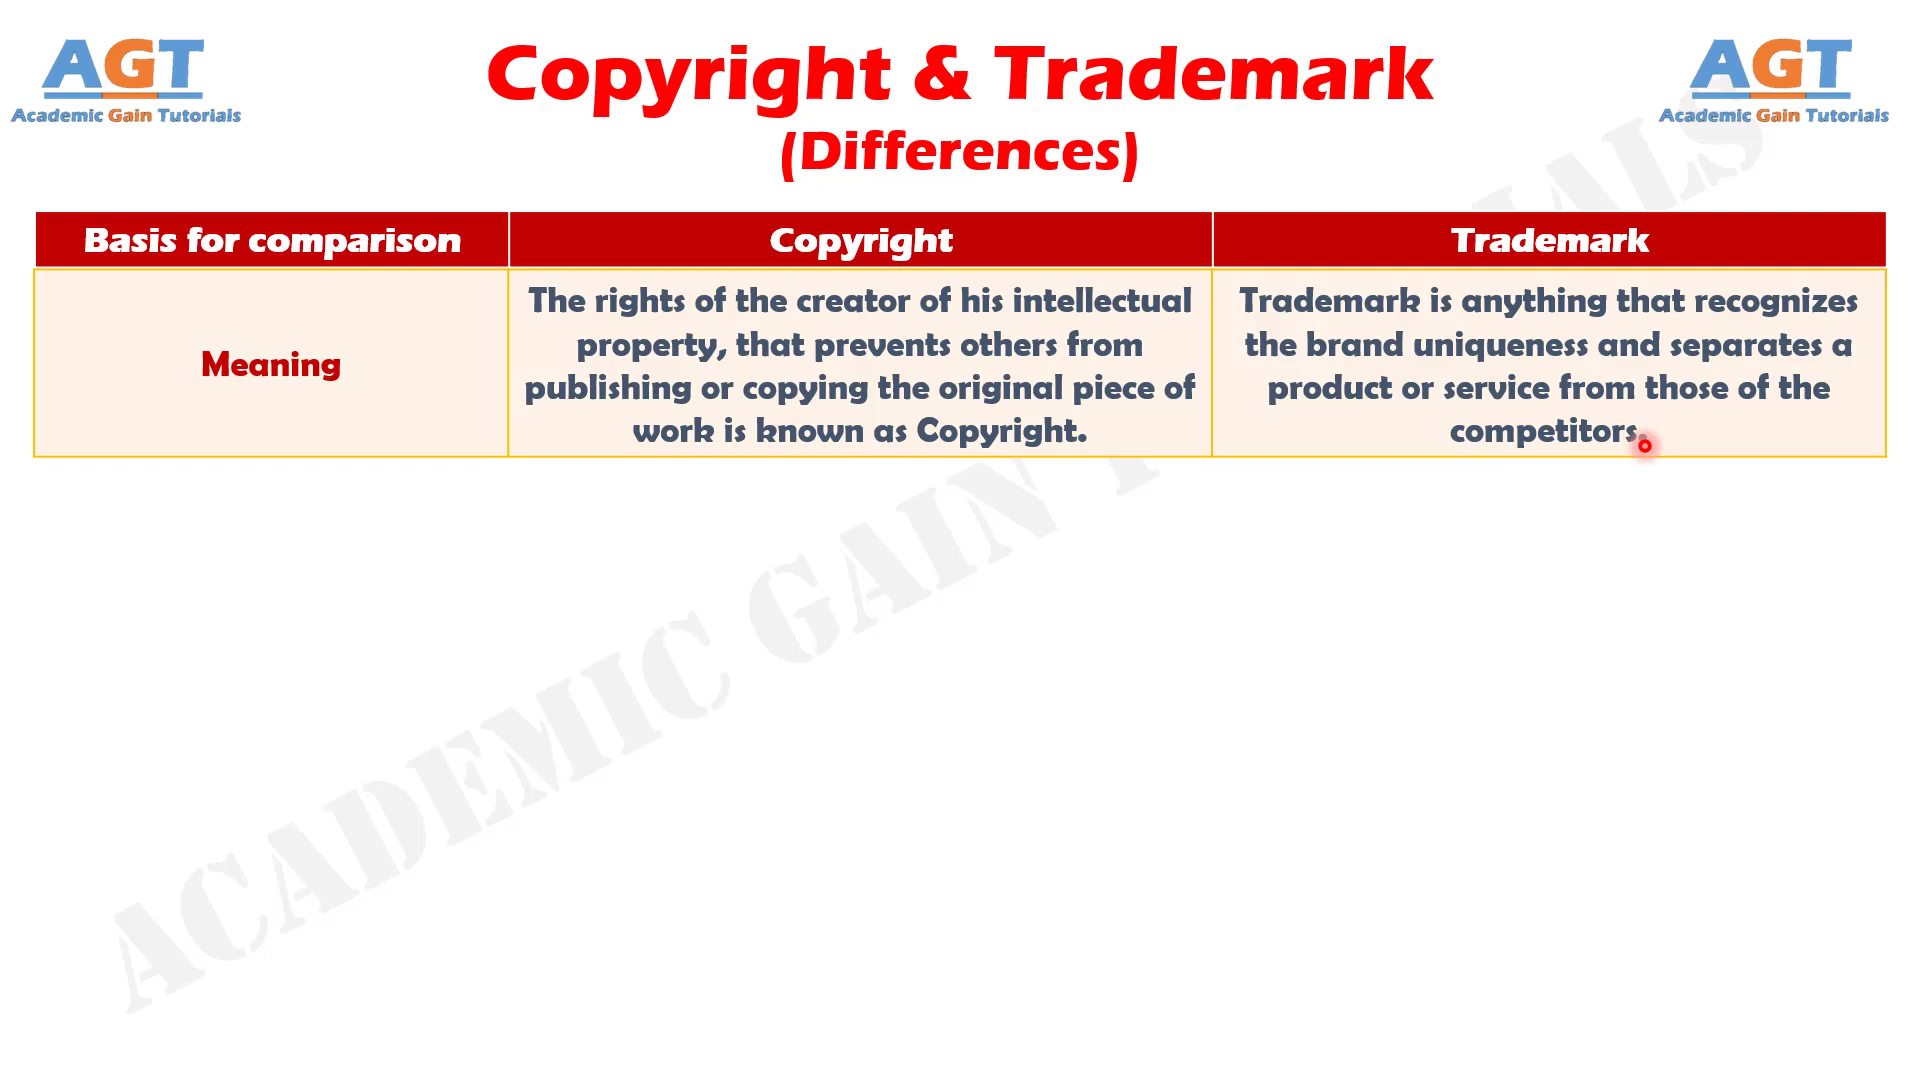 AGT
Academic Gain Tutorials
Copyright & Trademark
(Differences)
AGT
Academic Gain Tutorials
Basis for comparison
Copyright
Trademark
Meaning
The rights of the creator of his intellectual
property, that prevents others from
publishing or copying the original piece of
work is known as Copyright.
Trademark is anything that recognizes
the brand uniqueness and separates a
product or service from those of the
competitors.
ACADEMIC GAIN